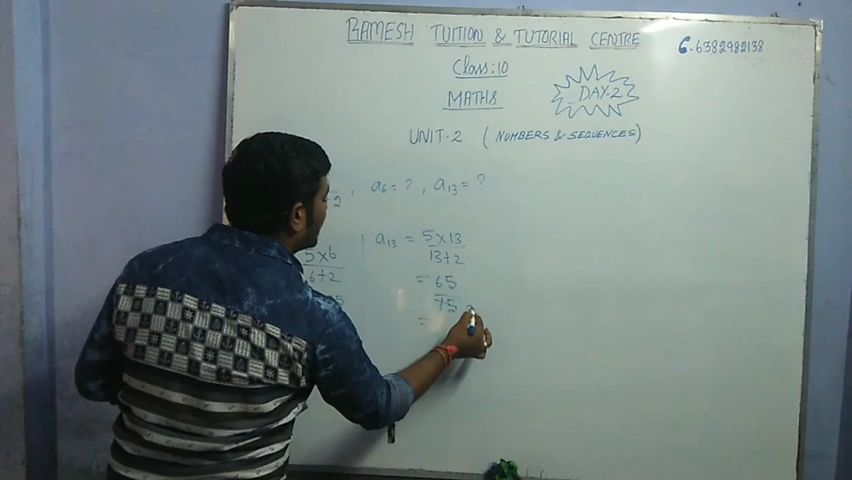 RAMESH TUITION & TUTORIAL CENTRE
6382982138
Class:10
MATHS
DAY-2
UNIT-2 (NUMBERS & SEQUENCES)
2 , a6 = ? , a13 = ?
5×6
6+2
a13 = 5×13
13+2
= 65
15
=